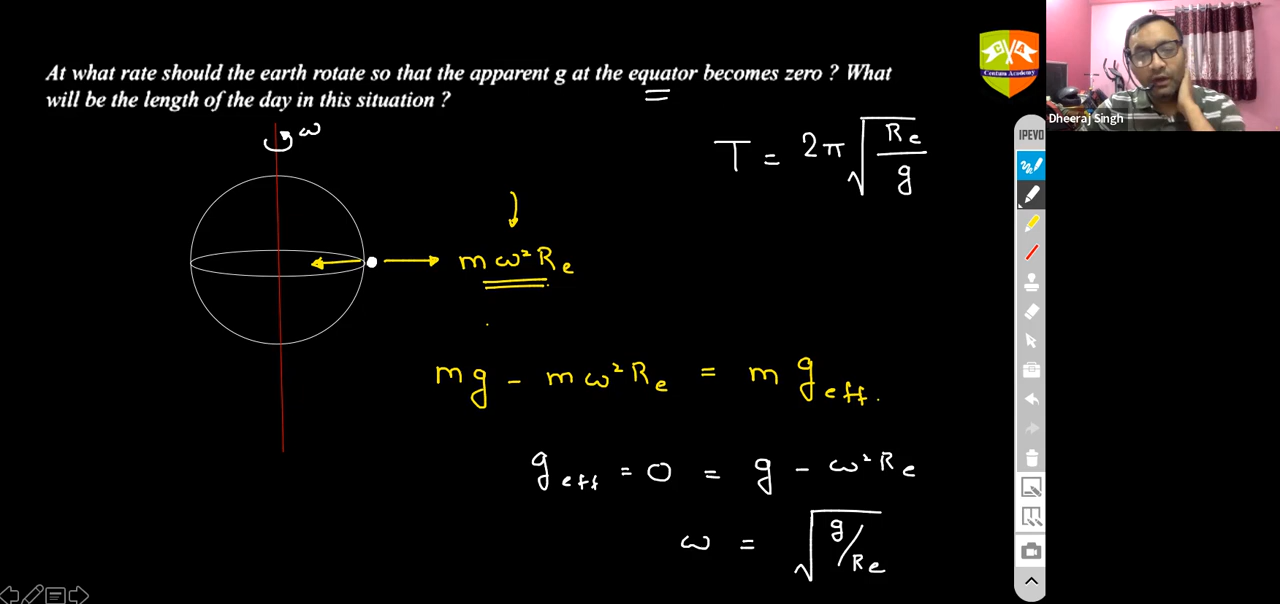 At what rate should the earth rotate so that the apparent g at the equator becomes zero ? What
will be the length of the day in this situation ?
ω
T = 2π √(Re/g)
mω²Re
mg - mω²Re = m geff.
geff = 0 = g - ω²Re
ω = √(g/Re)
C A
Centum Academy
Dheeraj Singh
IPEVO